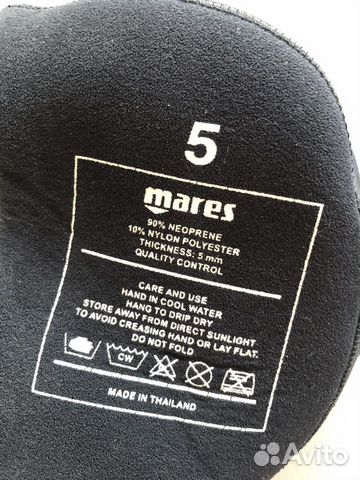 5
mares
90% NEOPRENE
10% NYLON POLYESTER
THICKNESS: 5 mm
QUALITY CONTROL
CARE AND USE
HAND IN COOL WATER
HANG TO DRIP DRY
STORE AWAY FROM DIRECT SUNLIGHT
TO AVOID CREASING HAND OR LAY FLAT.
DO NOT FOLD
CW
MADE IN THAILAND
Avito